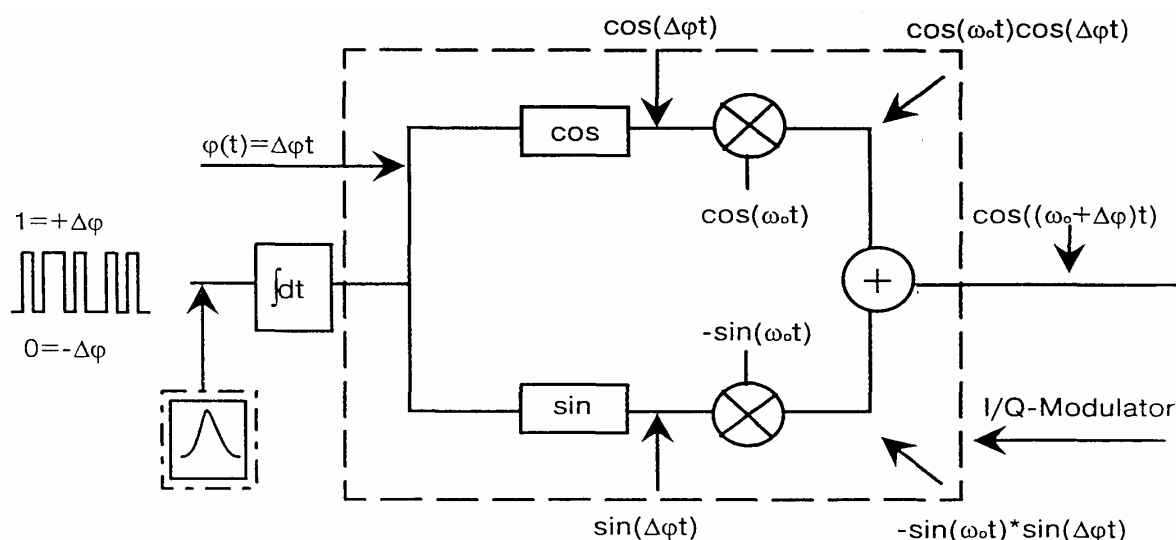 cos(Δφt)
cos(ω₀t)cos(Δφt)
φ(t)=Δφt
cos
1=+Δφ
cos(ω₀t)
cos((ω₀+Δφ)t)
∫dt
+
0=-Δφ
-sin(ω₀t)
sin
I/Q-Modulator
sin(Δφt)
-sin(ω₀t)*sin(Δφt)